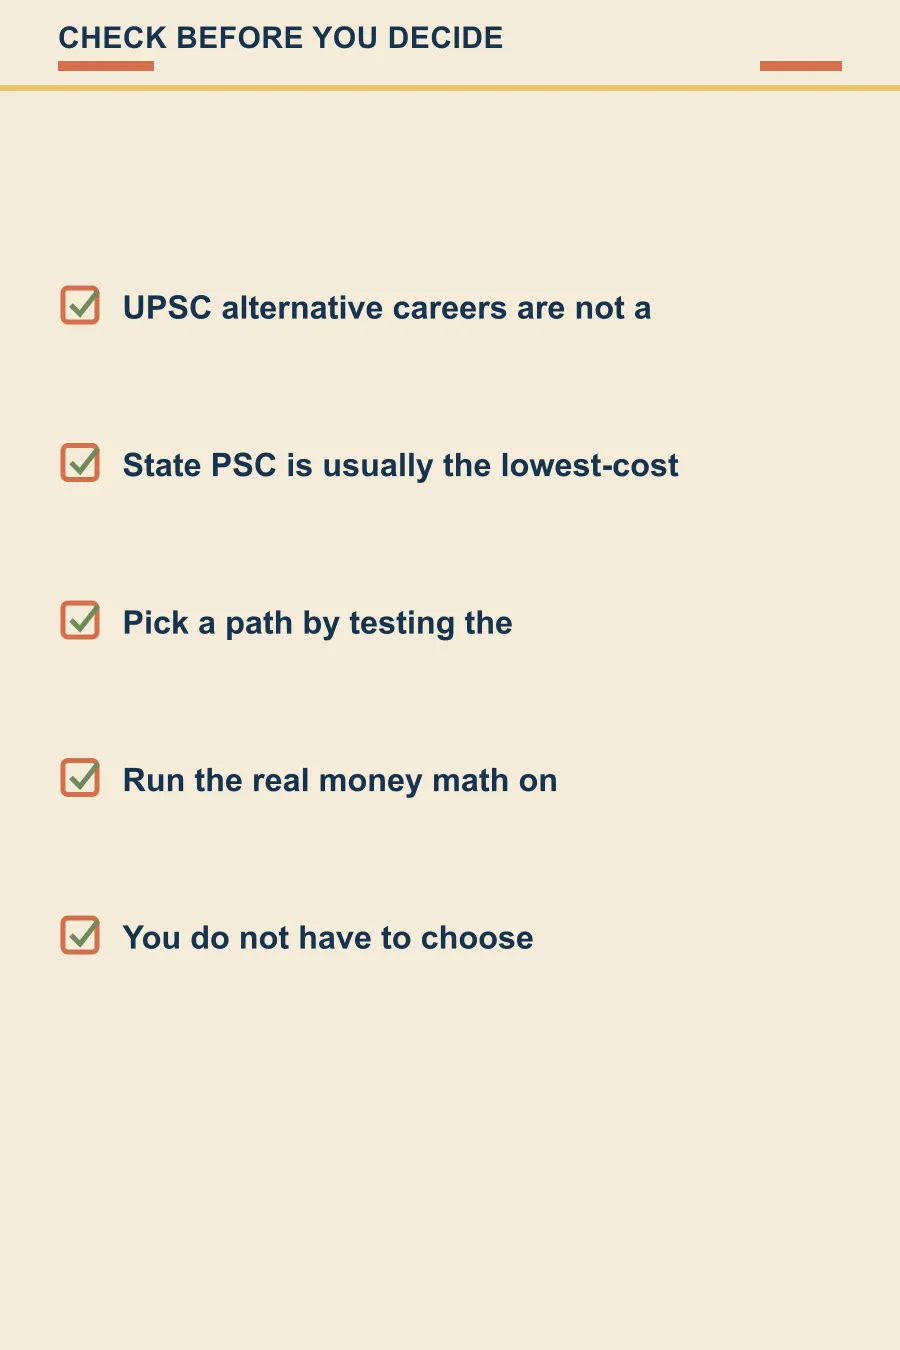 CHECK BEFORE YOU DECIDE
UPSC alternative careers are not a
State PSC is usually the lowest-cost
Pick a path by testing the
Run the real money math on
You do not have to choose